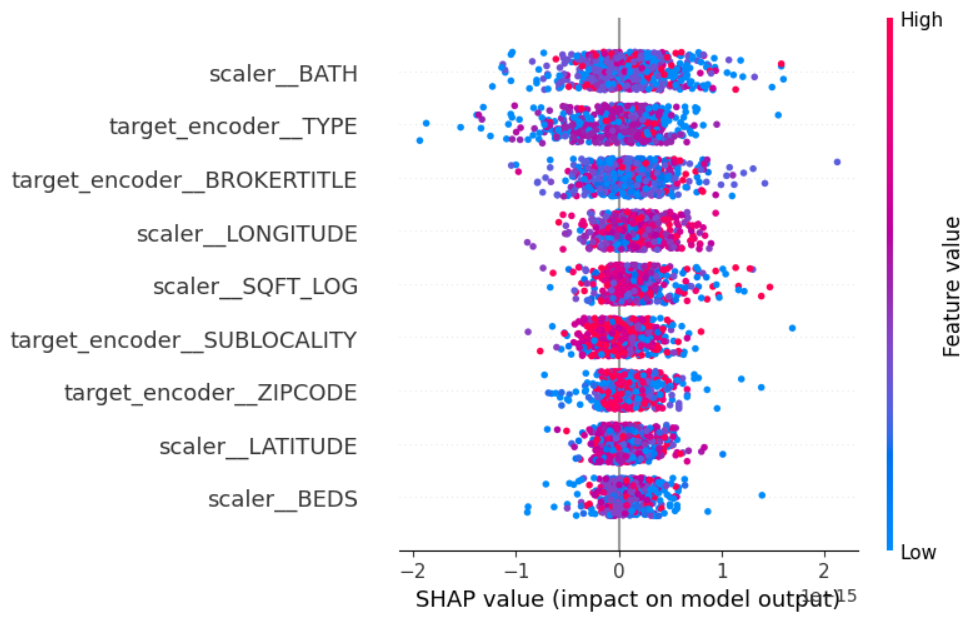 High
scaler__BATH
target_encoder__TYPE
target_encoder__BROKERTITLE
scaler__LONGITUDE
scaler__SQFT_LOG
target_encoder__SUBLOCALITY
target_encoder__ZIPCODE
scaler__LATITUDE
scaler__BEDS
Feature value
Low
−2 −1 0 1 2
SHAP value (impact on model output)
1e−15